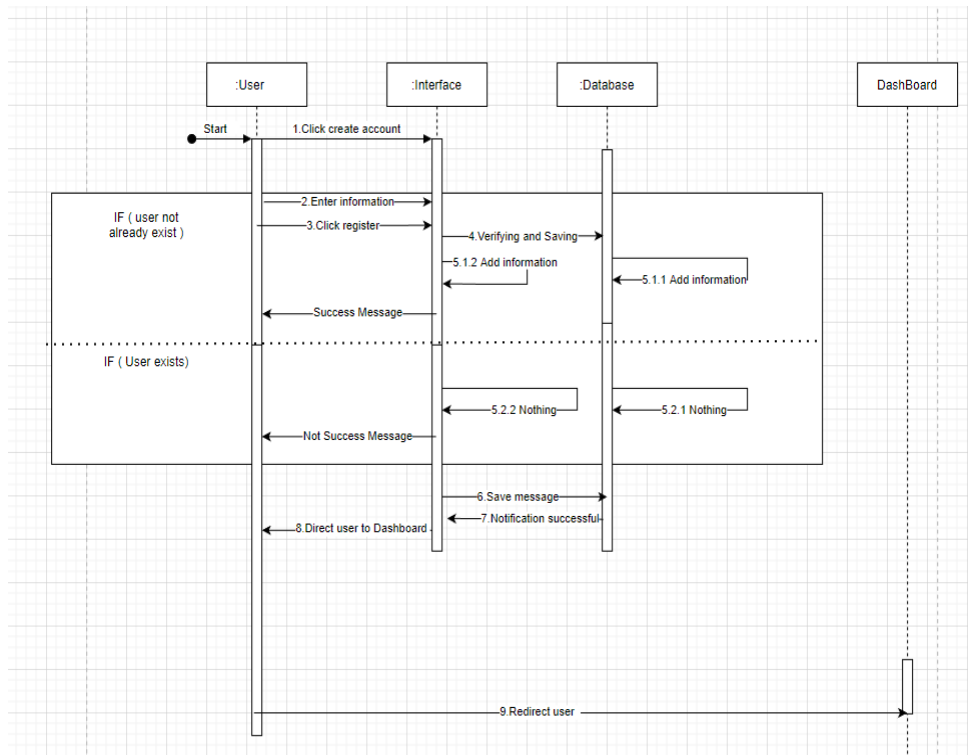 :User
:Interface
:Database
DashBoard
Start
1.Click create account
IF ( user not
already exist )
2.Enter information
3.Click register
4.Verifying and Saving
5.1.2 Add information
5.1.1 Add information
Success Message
IF ( User exists)
5.2.2 Nothing
5.2.1 Nothing
Not Success Message
6.Save message
7.Notification successful
8.Direct user to Dashboard
9.Redirect user